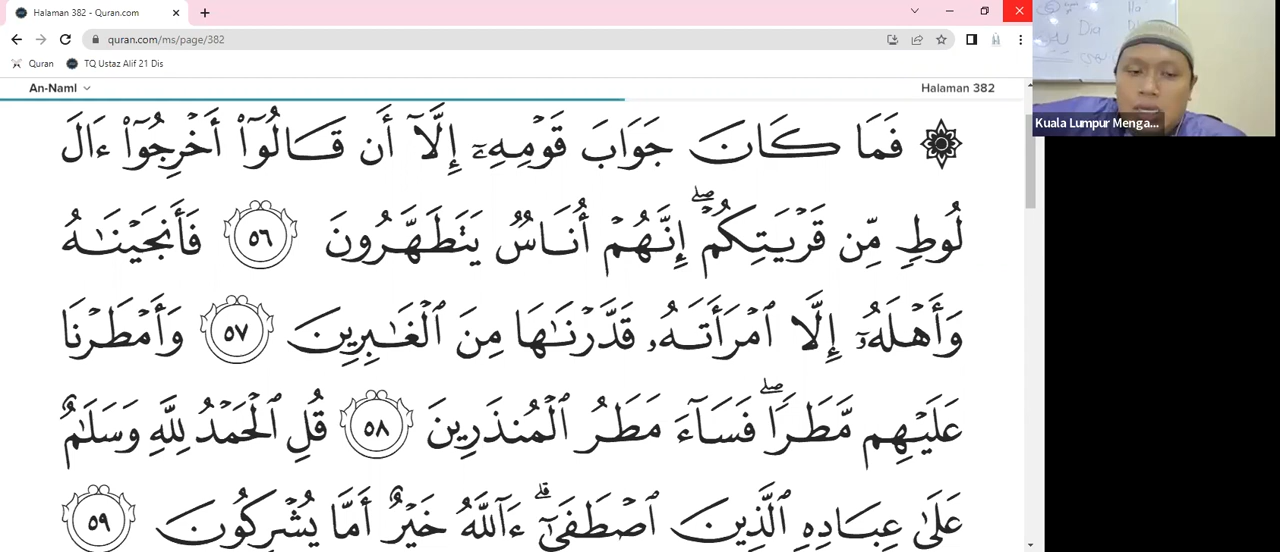 Halaman 382 - Quran.com
quran.com/ms/page/382
Quran
TQ Ustaz Alif 21 Dis
An-Naml
Halaman 382
۞ فَمَا كَانَ جَوَابَ قَوْمِهِۦٓ إِلَّآ أَن قَالُوٓا۟ أَخْرِجُوٓا۟ ءَالَ
لُوطٍ مِّن قَرْيَتِكُمْ ۖ إِنَّهُمْ أُنَاسٌ يَتَطَهَّرُونَ ٥٦ فَأَنجَيْنَـٰهُ
وَأَهْلَهُۥٓ إِلَّا ٱمْرَأَتَهُۥ قَدَّرْنَـٰهَا مِنَ ٱلْغَـٰبِرِينَ ٥٧ وَأَمْطَرْنَا
عَلَيْهِم مَّطَرًا ۖ فَسَآءَ مَطَرُ ٱلْمُنذَرِينَ ٥٨ قُلِ ٱلْحَمْدُ لِلَّهِ وَسَلَـٰمٌ
عَلَىٰ عِبَادِهِ ٱلَّذِينَ ٱصْطَفَىٰٓ ۗ ءَآللَّهُ خَيْرٌ أَمَّا يُشْرِكُونَ ٥٩
Dia
Kuala Lumpur Menga...